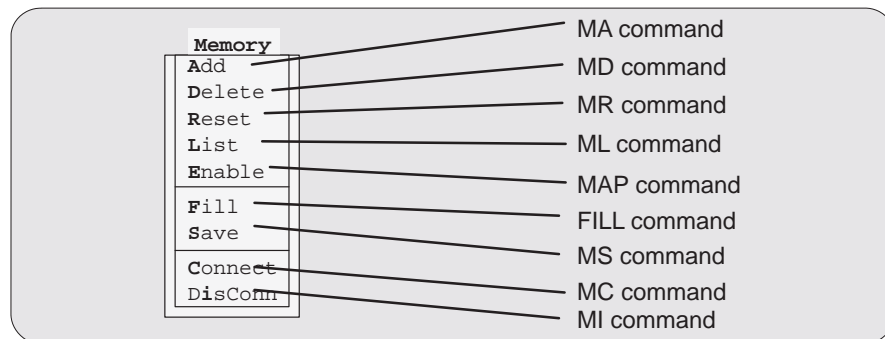 Memory
Add
Delete
Reset
List
Enable
Fill
Save
Connect
DisConn
MA command
MD command
MR command
ML command
MAP command
FILL command
MS command
MC command
MI command